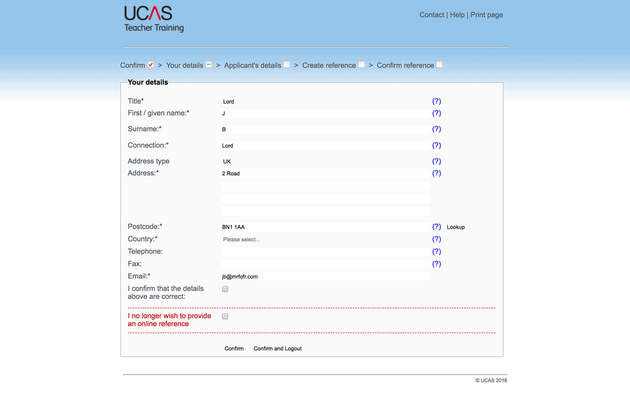 UCAS
Teacher Training
Contact | Help | Print page
Confirm > Your details > Applicant's details > Create reference > Confirm reference
Your details
Title* Lord (?)
First / given name:* J (?)
Surname:* B (?)
Connection:* Lord (?)
Address type UK (?)
Address:* 2 Road (?)
Postcode:* BN1 1AA (?) Lookup
Country:* Please select... (?)
Telephone: (?)
Fax: (?)
Email:* jb@mrfofr.com
I confirm that the details
above are correct:
I no longer wish to provide
an online reference
Confirm Confirm and Logout
© UCAS 2018